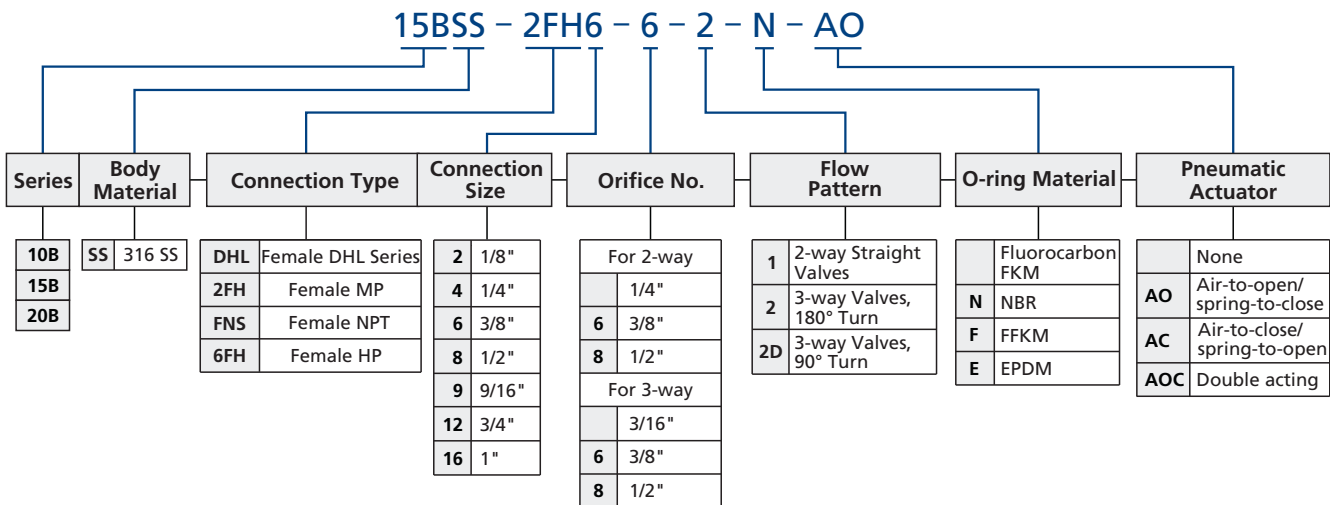 15BSS – 2FH6 – 6 – 2 – N – AO
Series
Body
Material
Connection Type
Connection
Size
Orifice No.
Flow
Pattern
O-ring Material
Pneumatic
Actuator
10B
15B
20B
SS 316 SS
DHL Female DHL Series
2FH Female MP
FNS Female NPT
6FH Female HP
2 1/8"
4 1/4"
6 3/8"
8 1/2"
9 9/16"
12 3/4"
16 1"
For 2-way
1/4"
6 3/8"
8 1/2"
For 3-way
3/16"
6 3/8"
8 1/2"
1 2-way Straight
Valves
2 3-way Valves,
180° Turn
2D 3-way Valves,
90° Turn
Fluorocarbon
FKM
N NBR
F FFKM
E EPDM
None
AO Air-to-open/
spring-to-close
AC Air-to-close/
spring-to-open
AOC Double acting